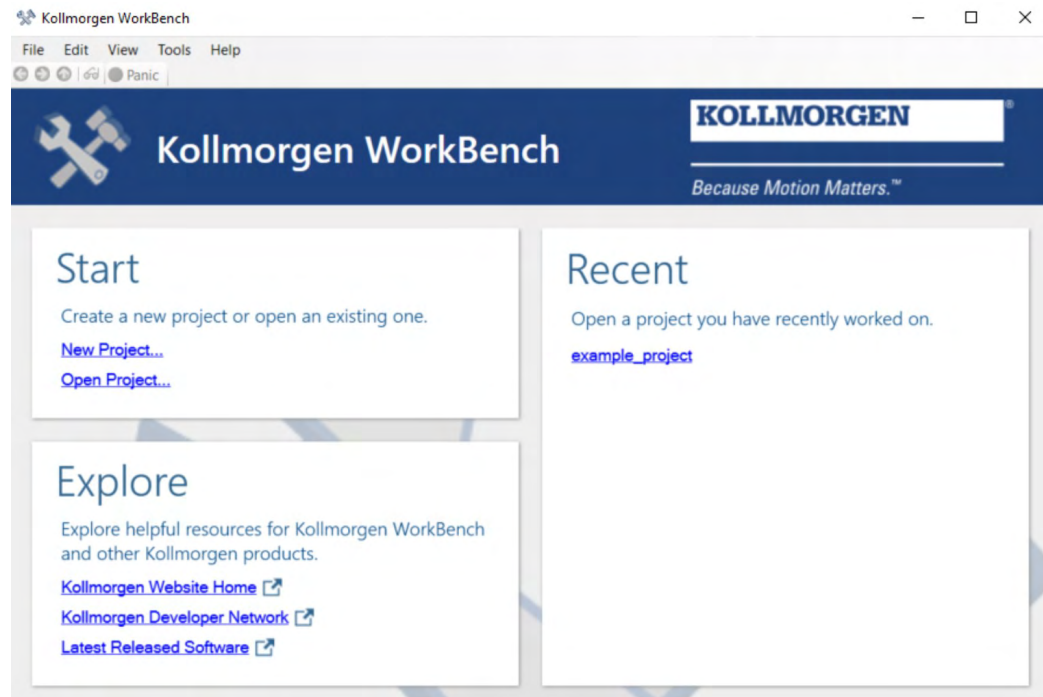 Kollmorgen WorkBench
File Edit View Tools Help
Panic
Kollmorgen WorkBench
KOLLMORGEN®
Because Motion Matters.™
Start
Create a new project or open an existing one.
New Project...
Open Project...
Explore
Explore helpful resources for Kollmorgen WorkBench
and other Kollmorgen products.
Kollmorgen Website Home
Kollmorgen Developer Network
Latest Released Software
Recent
Open a project you have recently worked on.
example_project